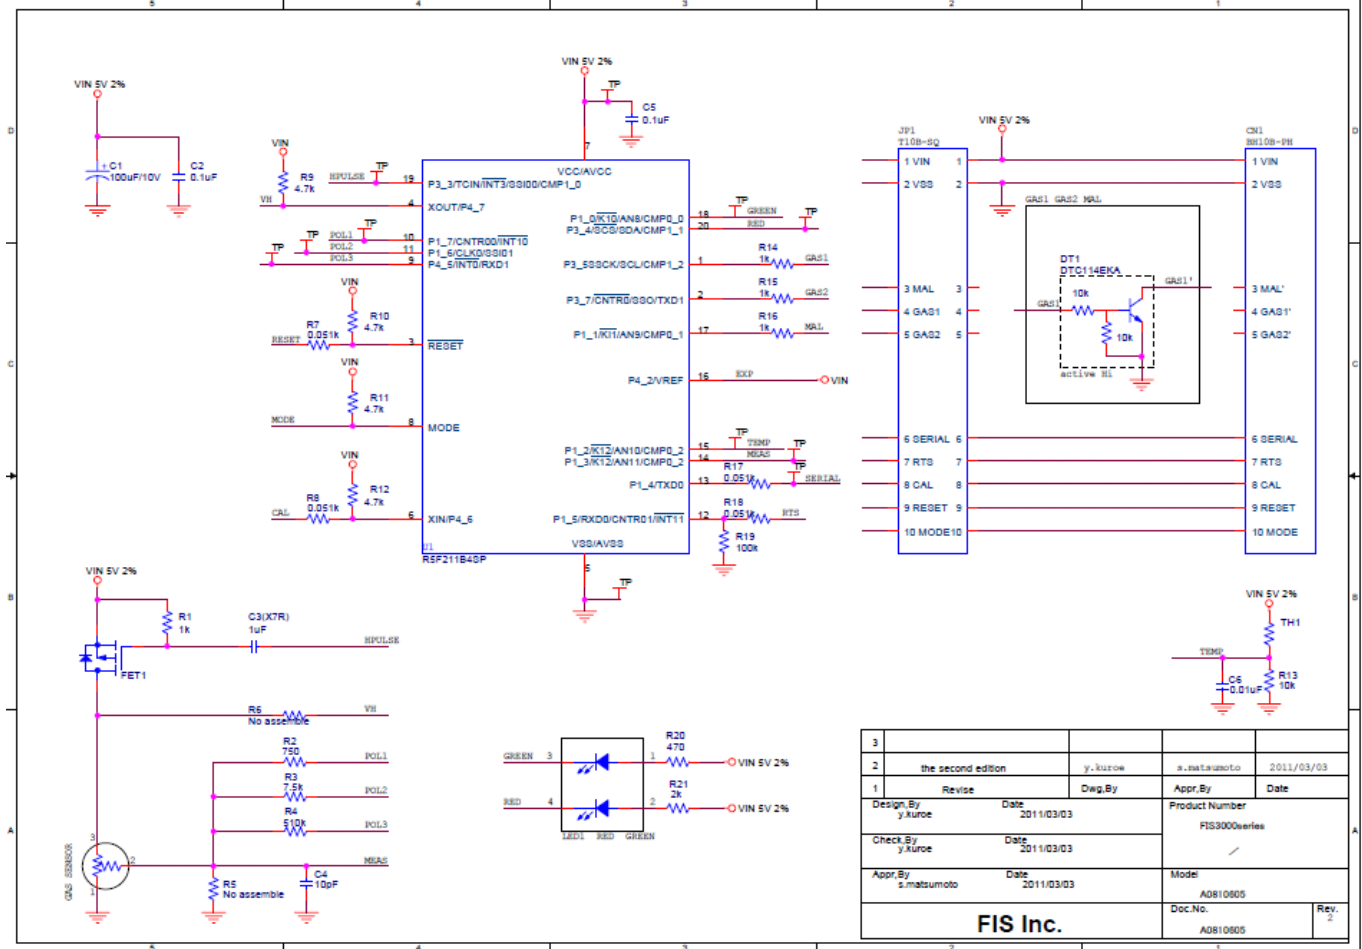 5 4 3 2 1
D
C
B
A
VIN 5V 2%
C1
100uF/10V
C2
0.1uF
VIN 5V 2%
TP
C5
0.1uF
7
VCC/AVCC
VIN
R9
4.7k
HPULSE
TP
19
P3_3/TCIN/INT3/SSI00/CMP1_0
VH
4
XOUT/P4_7
POL1
TP
10
P1_7/CNTR00/INT10
POL2
TP
11
P1_6/CLK0/SSI01
POL3
TP
9
P4_5/INT0/RXD1
VIN
R10
4.7k
R7
0.051k
RESET
3
RESET
VIN
R11
4.7k
MODE
8
MODE
VIN
R12
4.7k
R8
0.051k
CAL
6
XIN/P4_6
U1
R5F211B4SP
P1_0/K10/AN8/CMP0_0
18
TP
GREEN
P3_4/SCS/SDA/CMP1_1
20
RED
TP
P3_5SSCK/SCL/CMP1_2
1
R14
1k
GAS1
P3_7/CNTR0/SSO/TXD1
2
R15
1k
GAS2
P1_1/KI1/AN9/CMP0_1
17
R16
1k
MAL
P4_2/VREF
16
EXP
VIN
P1_2/K12/AN10/CMP0_2
15
TP
TEMP
P1_3/K12/AN11/CMP0_2
14
MEAS
TP
P1_4/TXD0
13
R17
0.051k
TP
SERIAL
P1_5/RXD0/CNTR01/INT11
12
R18
0.051k
RTS
R19
100k
VSS/AVSS
5
TP
JP1
T10B-SQ
VIN 5V 2%
CN1
BH10B-PH
1 VIN 1
2 VSS 2
3 MAL 3
4 GAS1 4
5 GAS2 5
6 SERIAL 6
7 RTS 7
8 CAL 8
9 RESET 9
10 MODE10
GAS1 GAS2 MAL
DT1
DTC114EKA
GAS1
10k
10k
GAS1'
active Hi
1 VIN
2 VSS
3 MAL'
4 GAS1'
5 GAS2'
6 SERIAL
7 RTS
8 CAL
9 RESET
10 MODE
VIN 5V 2%
R1
1k
C3(X7R)
1uF
HPULSE
FET1
R6
No assemble
VH
R2
750
POL1
R3
7.5k
POL2
R4
510k
POL3
GAS SENSOR
3
2
1
MEAS
R5
No assemble
C4
10pF
GREEN 3
1
R20
470
VIN 5V 2%
RED 4
2
R21
2k
VIN 5V 2%
LED1 RED GREEN
VIN 5V 2%
TH1
TEMP
C6
0.01uF
R13
10k
3
2 the second edition y.kuroe s.matsumoto 2011/03/03
1 Revise Dwg,By Appr,By Date
Design,By Date
y.kuroe 2011/03/03
Product Number
FIS3000series
Check,By Date
y.kuroe 2011/03/03
Appr,By Date
s.matsumoto 2011/03/03
Model
A0810605
FIS Inc.
Doc.No.
A0810605
Rev.
2
5 4 3 2 1